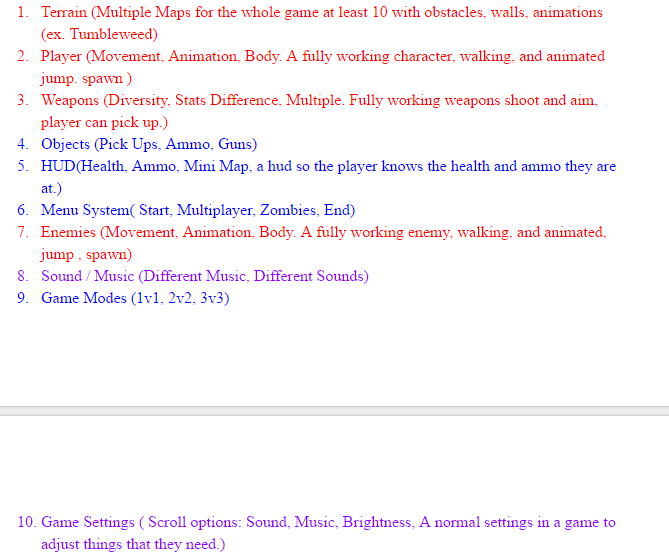 1. Terrain (Multiple Maps for the whole game at least 10 with obstacles, walls, animations
(ex. Tumbleweed)
2. Player (Movement, Animation, Body. A fully working character, walking, and animated
jump. spawn )
3. Weapons (Diversity, Stats Difference, Multiple. Fully working weapons shoot and aim,
player can pick up.)
4. Objects (Pick Ups, Ammo, Guns)
5. HUD(Health, Ammo, Mini Map, a hud so the player knows the health and ammo they are
at.)
6. Menu System( Start, Multiplayer, Zombies, End)
7. Enemies (Movement, Animation, Body. A fully working enemy, walking, and animated,
jump , spawn)
8. Sound / Music (Different Music, Different Sounds)
9. Game Modes (1v1, 2v2, 3v3)
10. Game Settings ( Scroll options: Sound, Music, Brightness, A normal settings in a game to
adjust things that they need.)